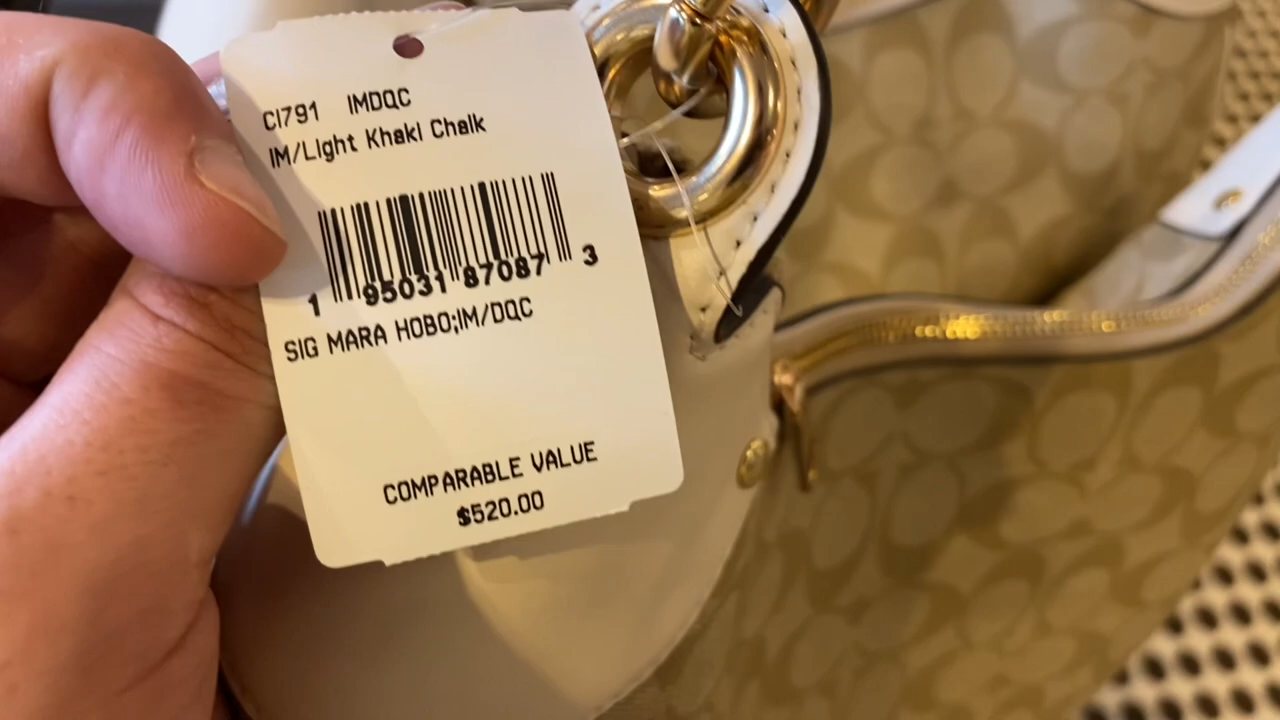 CI791 IMDQC
IM/Light Khaki Chalk
1 95031 87087 3
SIG MARA HOBO;IM/DQC
COMPARABLE VALUE
$520.00